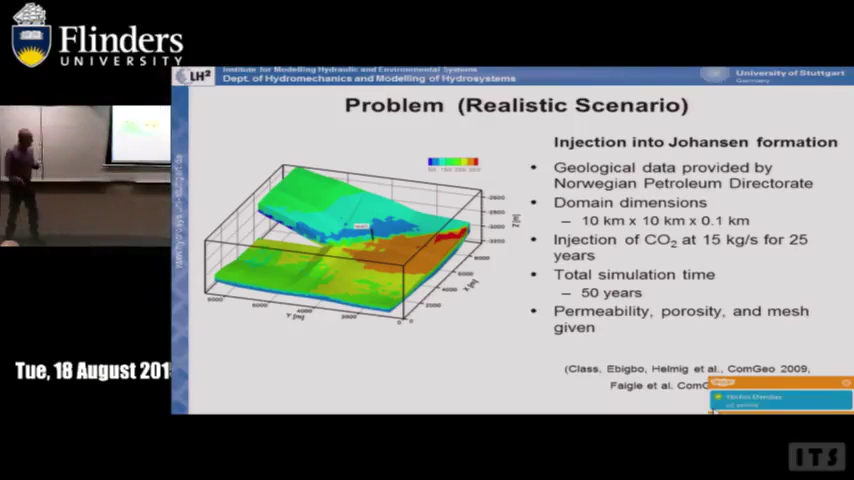 Flinders
UNIVERSITY
LH²
Institute for Modelling Hydraulic and Environmental Systems
Dept. of Hydromechanics and Modelling of Hydrosystems
University of Stuttgart
Germany
Problem (Realistic Scenario)
Injection into Johansen formation
• Geological data provided by
Norwegian Petroleum Directorate
• Domain dimensions
– 10 km x 10 km x 0.1 km
• Injection of CO₂ at 15 kg/s for 25
years
• Total simulation time
– 50 years
• Permeability, porosity, and mesh
given
(Class, Ebigbo, Helmig et al., ComGeo 2009,
Faigle et al. ComG
Y [m]
X [m]
Z [m]
Tue, 18 August 201
ITS